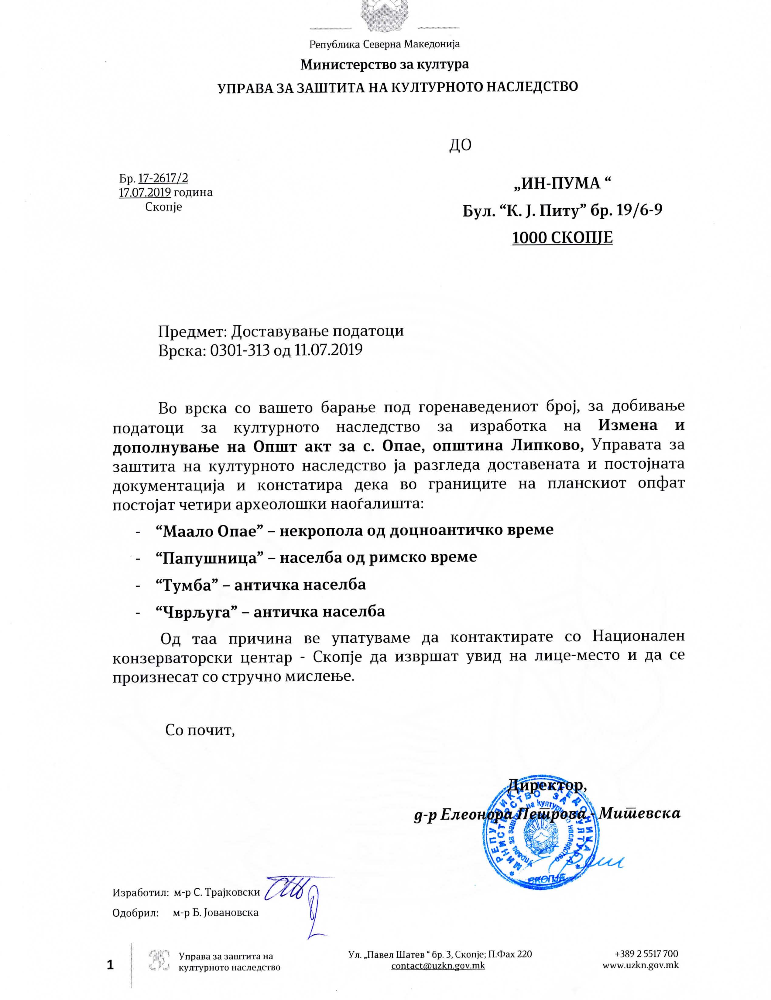 Република Северна Македонија
Министерство за култура
УПРАВА ЗА ЗАШТИТА НА КУЛТУРНОТО НАСЛЕДСТВО
ДО
Бр. 17-2617/2
17.07.2019 година
Скопје
„ИН-ПУМА “
Бул. “К. Ј. Питу” бр. 19/6-9
1000 СКОПЈЕ
Предмет: Доставување податоци
Врска: 0301-313 од 11.07.2019
Во врска со вашето барање под горенаведениот број, за добивање
податоци за културното наследство за изработка на Измена и
дополнување на Општ акт за с. Опае, општина Липково, Управата за
заштита на културното наследство ја разгледа доставената и постојната
документација и констатира дека во границите на планскиот опфат
постојат четири археолошки наоѓалишта:
- “Маало Опае” – некропола од доцноантичко време
- “Папушница” – населба од римско време
- “Тумба” – античка населба
- “Чврљуга” – античка населба
Од таа причина ве упатуваме да контактирате со Национален
конзерваторски центар - Скопје да извршат увид на лице-место и да се
произнесат со стручно мислење.
Со почит,
Директор,
д-р Елеонора Петрова - Митевска
РЕПУБЛИКА МАКЕДОНИЈА
МИНИСТЕРСТВО ЗА КУЛТУРА
Управа за заштита на културното наследство
СКОПЈЕ
Изработил: м-р С. Трајковски
Одобрил: м-р Б. Јовановска
1
Управа за заштита на
културното наследство
Ул. „Павел Шатев “ бр. 3, Скопје; П.Фах 220
contact@uzkn.gov.mk
+389 2 5517 700
www.uzkn.gov.mk